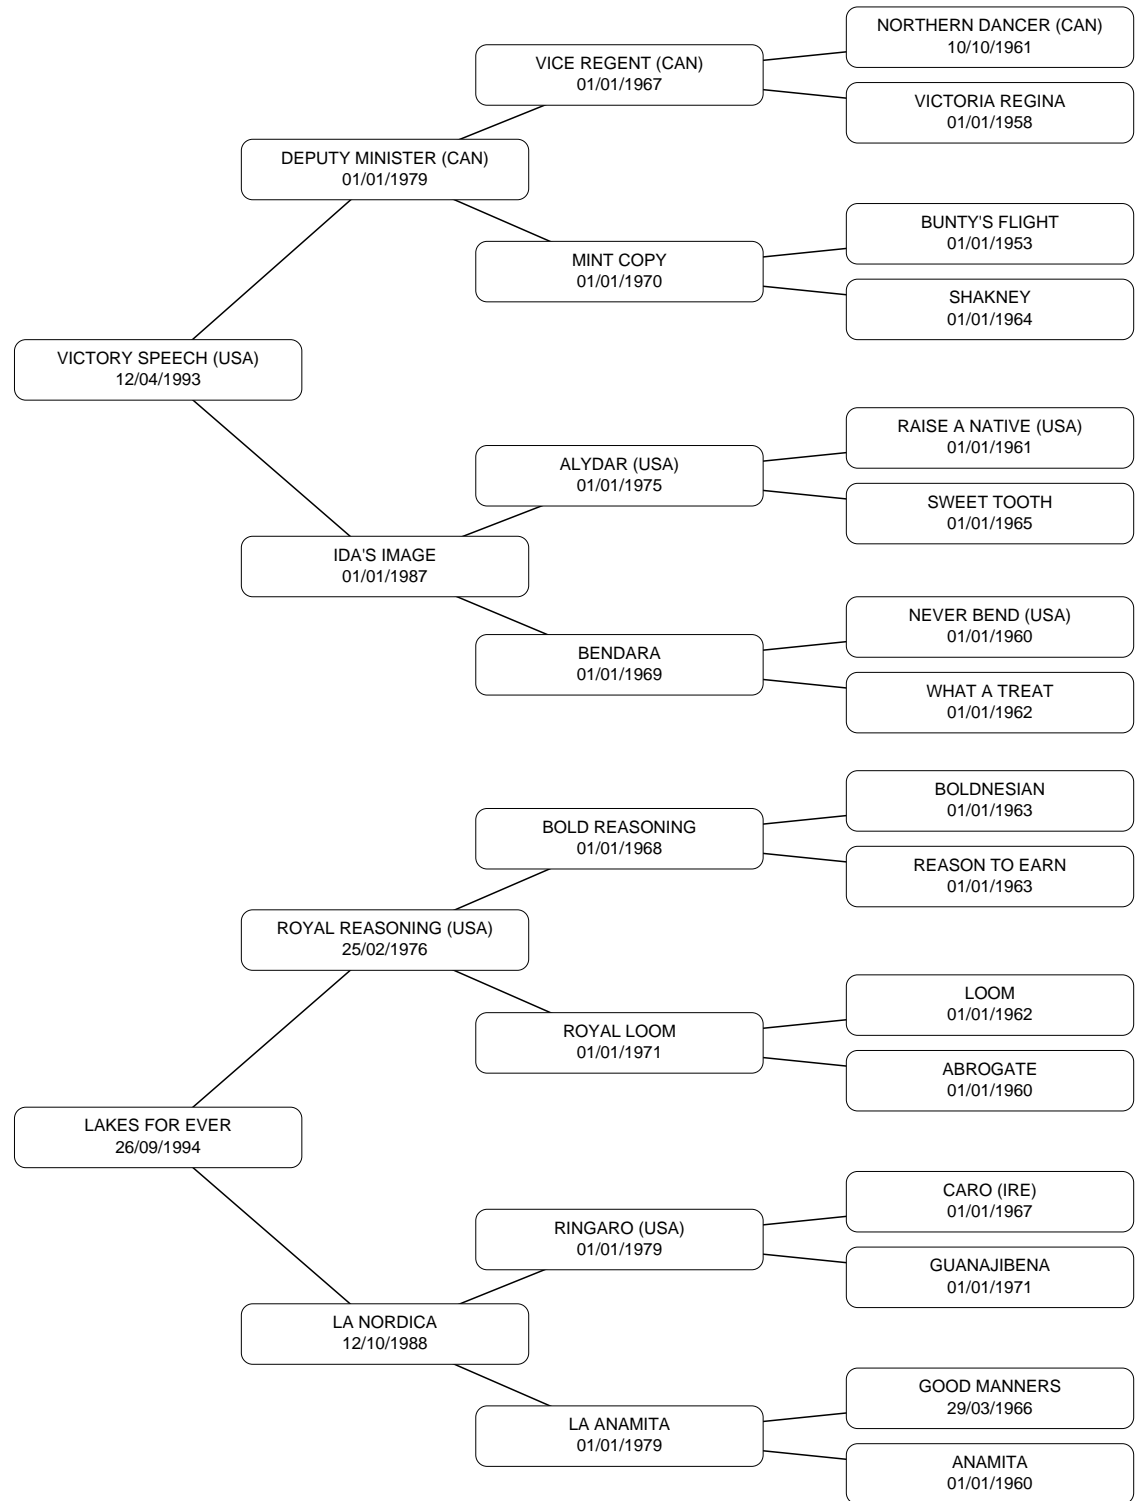 NORTHERN DANCER (CAN)
10/10/1961
VICE REGENT (CAN)
01/01/1967
VICTORIA REGINA
01/01/1958
DEPUTY MINISTER (CAN)
01/01/1979
BUNTY'S FLIGHT
01/01/1953
MINT COPY
01/01/1970
SHAKNEY
01/01/1964
VICTORY SPEECH (USA)
12/04/1993
RAISE A NATIVE (USA)
01/01/1961
ALYDAR (USA)
01/01/1975
SWEET TOOTH
01/01/1965
IDA'S IMAGE
01/01/1987
NEVER BEND (USA)
01/01/1960
BENDARA
01/01/1969
WHAT A TREAT
01/01/1962
BOLDNESIAN
01/01/1963
BOLD REASONING
01/01/1968
REASON TO EARN
01/01/1963
ROYAL REASONING (USA)
25/02/1976
LOOM
01/01/1962
ROYAL LOOM
01/01/1971
ABROGATE
01/01/1960
LAKES FOR EVER
26/09/1994
CARO (IRE)
01/01/1967
RINGARO (USA)
01/01/1979
GUANAJIBENA
01/01/1971
LA NORDICA
12/10/1988
GOOD MANNERS
29/03/1966
LA ANAMITA
01/01/1979
ANAMITA
01/01/1960